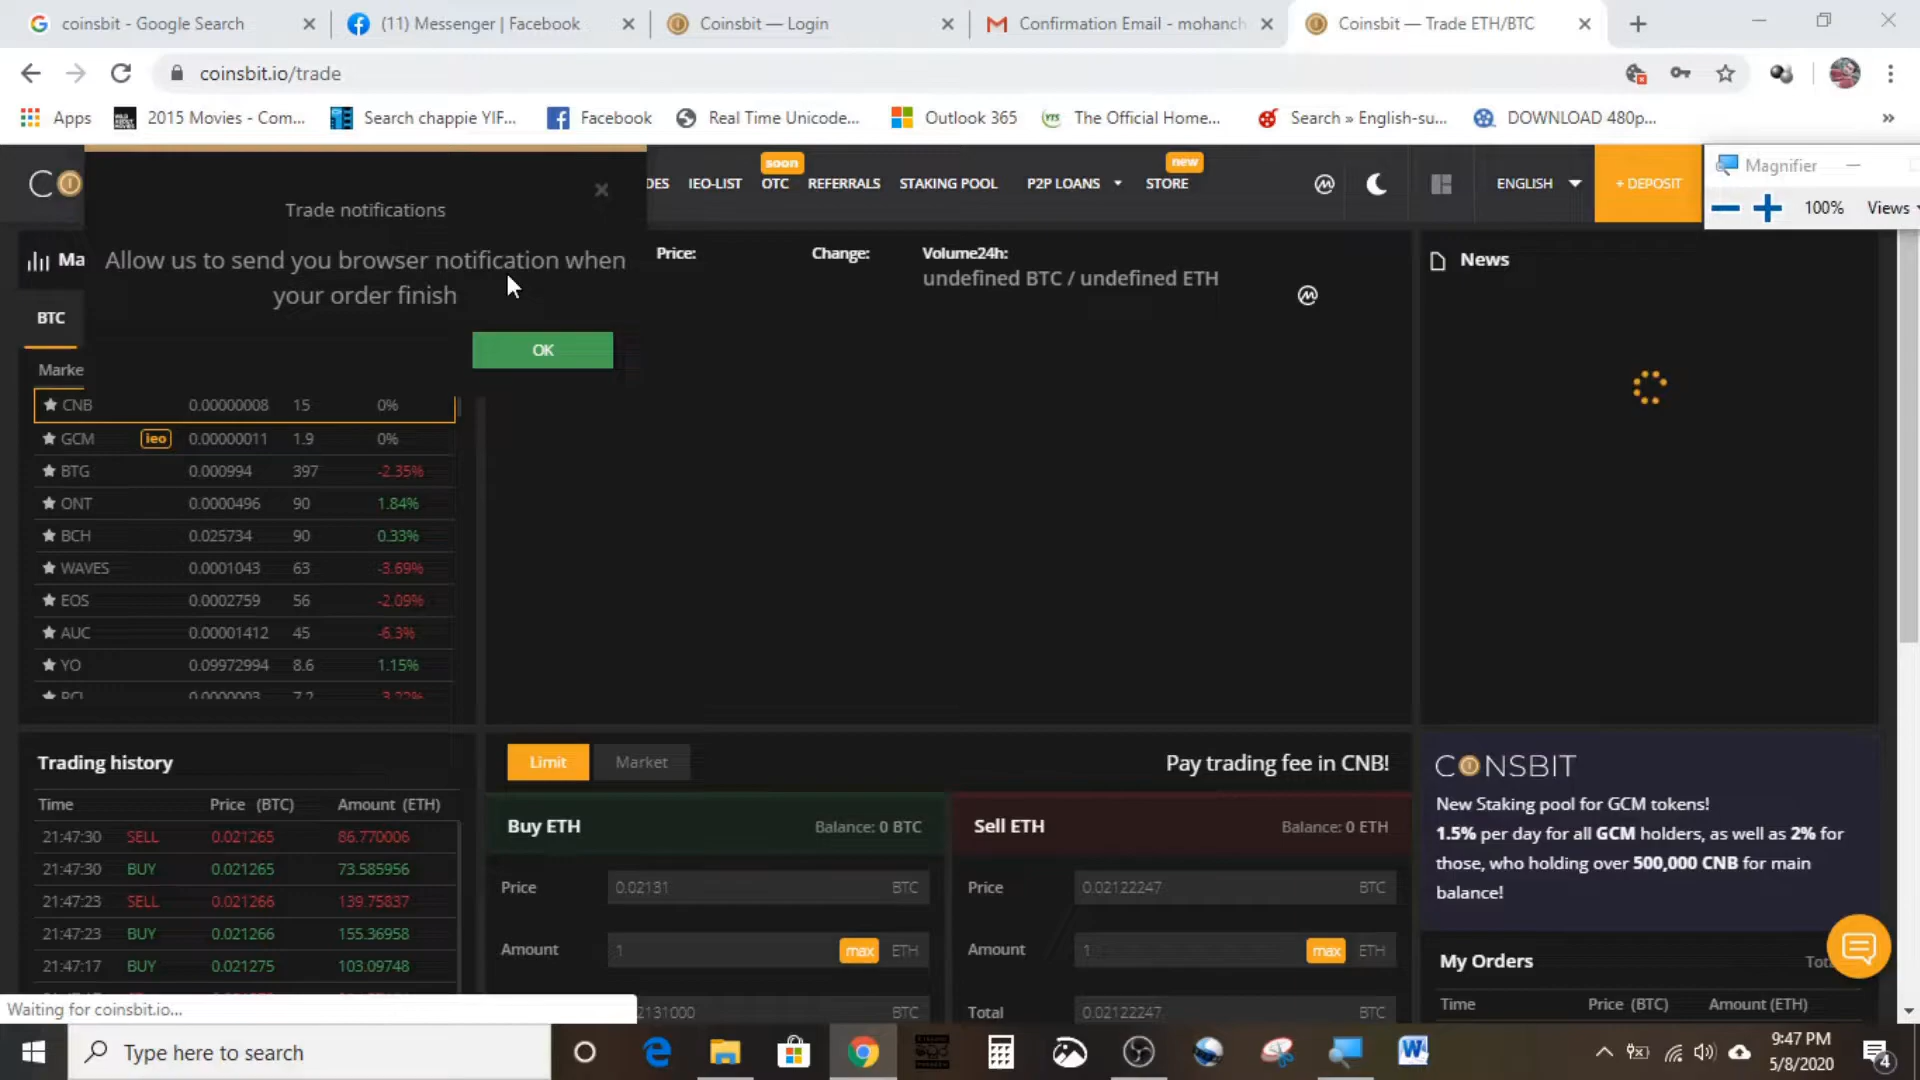 coinsbit - Google Search
(11) Messenger | Facebook
Coinsbit — Login
Confirmation Email - mohanch
Coinsbit — Trade ETH/BTC
coinsbit.io/trade
Apps
2015 Movies - Com...
Search chappie YIF...
Facebook
Real Time Unicode...
Outlook 365
The Official Home...
Search » English-su...
DOWNLOAD 480p...
»
Magnifier
100%
Views
CO
DES
IEO-LIST
soon
OTC
REFERRALS
STAKING POOL
P2P LOANS
new
STORE
ENGLISH
+ DEPOSIT
Trade notifications
Allow us to send you browser notification when
your order finish
OK
Ma
BTC
Marke
Price:
Change:
Volume24h:
undefined BTC / undefined ETH
News
CNB 0.00000008 15 0%
GCM ieo 0.00000011 1.9 0%
BTG 0.000994 397 -2.35%
ONT 0.0000496 90 1.84%
BCH 0.025734 90 0.33%
WAVES 0.0001043 63 -3.69%
EOS 0.0002759 56 -2.09%
AUC 0.00001412 45 -6.3%
YO 0.09972994 8.6 1.15%
0.0000003 7.2 -3.22%
Trading history
Time Price (BTC) Amount (ETH)
21:47:30 SELL 0.021265 86.770006
21:47:30 BUY 0.021265 73.585956
21:47:23 SELL 0.021266 139.75837
21:47:23 BUY 0.021266 155.36958
21:47:17 BUY 0.021275 103.09748
Limit
Market
Pay trading fee in CNB!
Buy ETH
Balance: 0 BTC
Price 0.02131 BTC
Amount 1 max ETH
2131000 BTC
Sell ETH
Balance: 0 ETH
Price 0.02122247 BTC
Amount 1 max ETH
Total 0.02122247 BTC
COINSBIT
New Staking pool for GCM tokens!
1.5% per day for all GCM holders, as well as 2% for
those, who holding over 500,000 CNB for main
balance!
My Orders
Tot
Time Price (BTC) Amount (ETH)
Waiting for coinsbit.io...
Type here to search
9:47 PM
5/8/2020
4